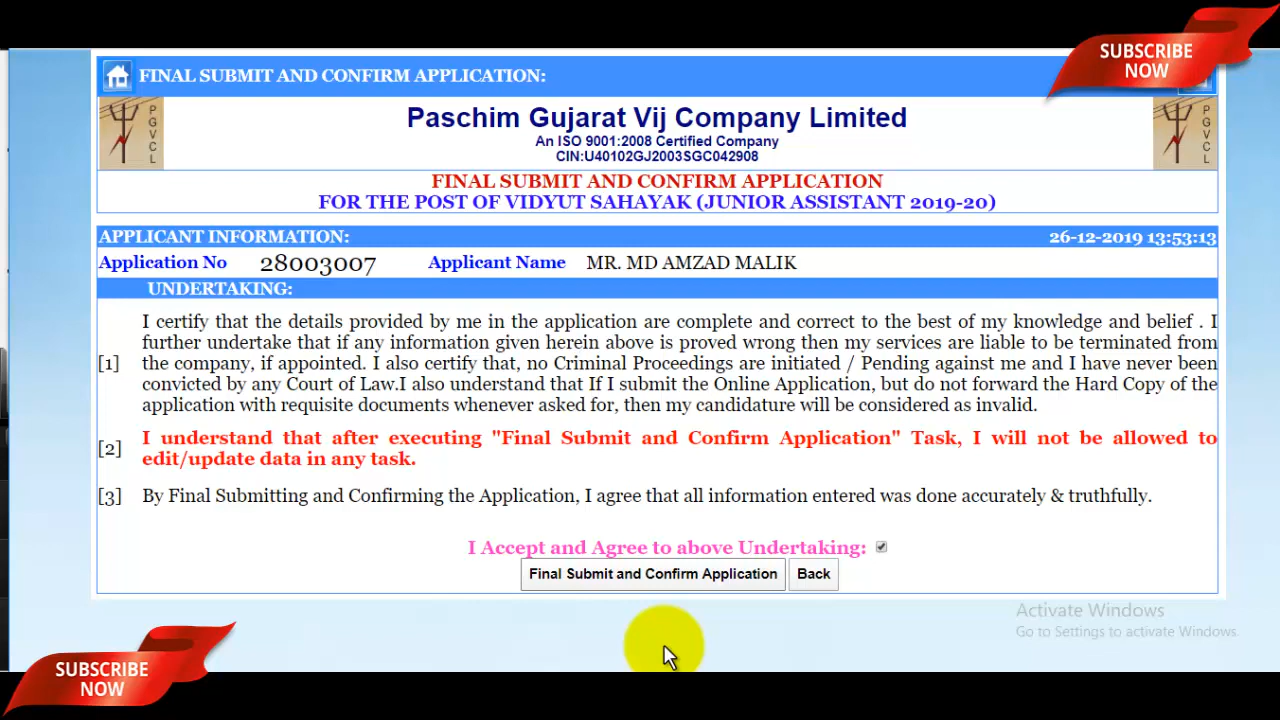 SUBSCRIBE
NOW
FINAL SUBMIT AND CONFIRM APPLICATION:
PGVCL
Paschim Gujarat Vij Company Limited
PGVCL
An ISO 9001:2008 Certified Company
CIN:U40102GJ2003SGC042908
FINAL SUBMIT AND CONFIRM APPLICATION
FOR THE POST OF VIDYUT SAHAYAK (JUNIOR ASSISTANT 2019-20)
APPLICANT INFORMATION: 26-12-2019 13:53:13
Application No 28003007 Applicant Name MR. MD AMZAD MALIK
UNDERTAKING:
I certify that the details provided by me in the application are complete and correct to the best of my knowledge and belief . I
further undertake that if any information given herein above is proved wrong then my services are liable to be terminated from
[1] the company, if appointed. I also certify that, no Criminal Proceedings are initiated / Pending against me and I have never been
convicted by any Court of Law.I also understand that If I submit the Online Application, but do not forward the Hard Copy of the
application with requisite documents whenever asked for, then my candidature will be considered as invalid.
[2] I understand that after executing "Final Submit and Confirm Application" Task, I will not be allowed to
edit/update data in any task.
[3] By Final Submitting and Confirming the Application, I agree that all information entered was done accurately & truthfully.
I Accept and Agree to above Undertaking:
Final Submit and Confirm Application Back
Activate Windows
Go to Settings to activate Windows.
SUBSCRIBE
NOW